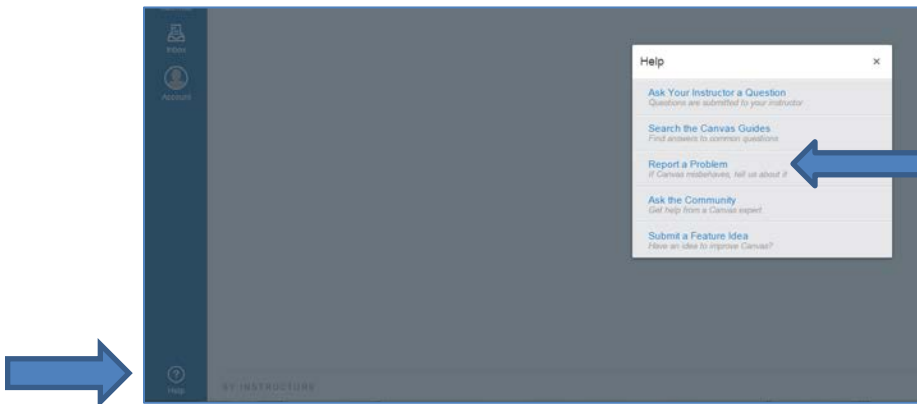 Inbox
Account
Help
×
Ask Your Instructor a Question
Questions are submitted to your instructor
Search the Canvas Guides
Find answers to common questions
Report a Problem
If Canvas misbehaves, tell us about it
Ask the Community
Get help from a Canvas expert
Submit a Feature Idea
Have an idea to improve Canvas?
Help
BY INSTRUCTURE